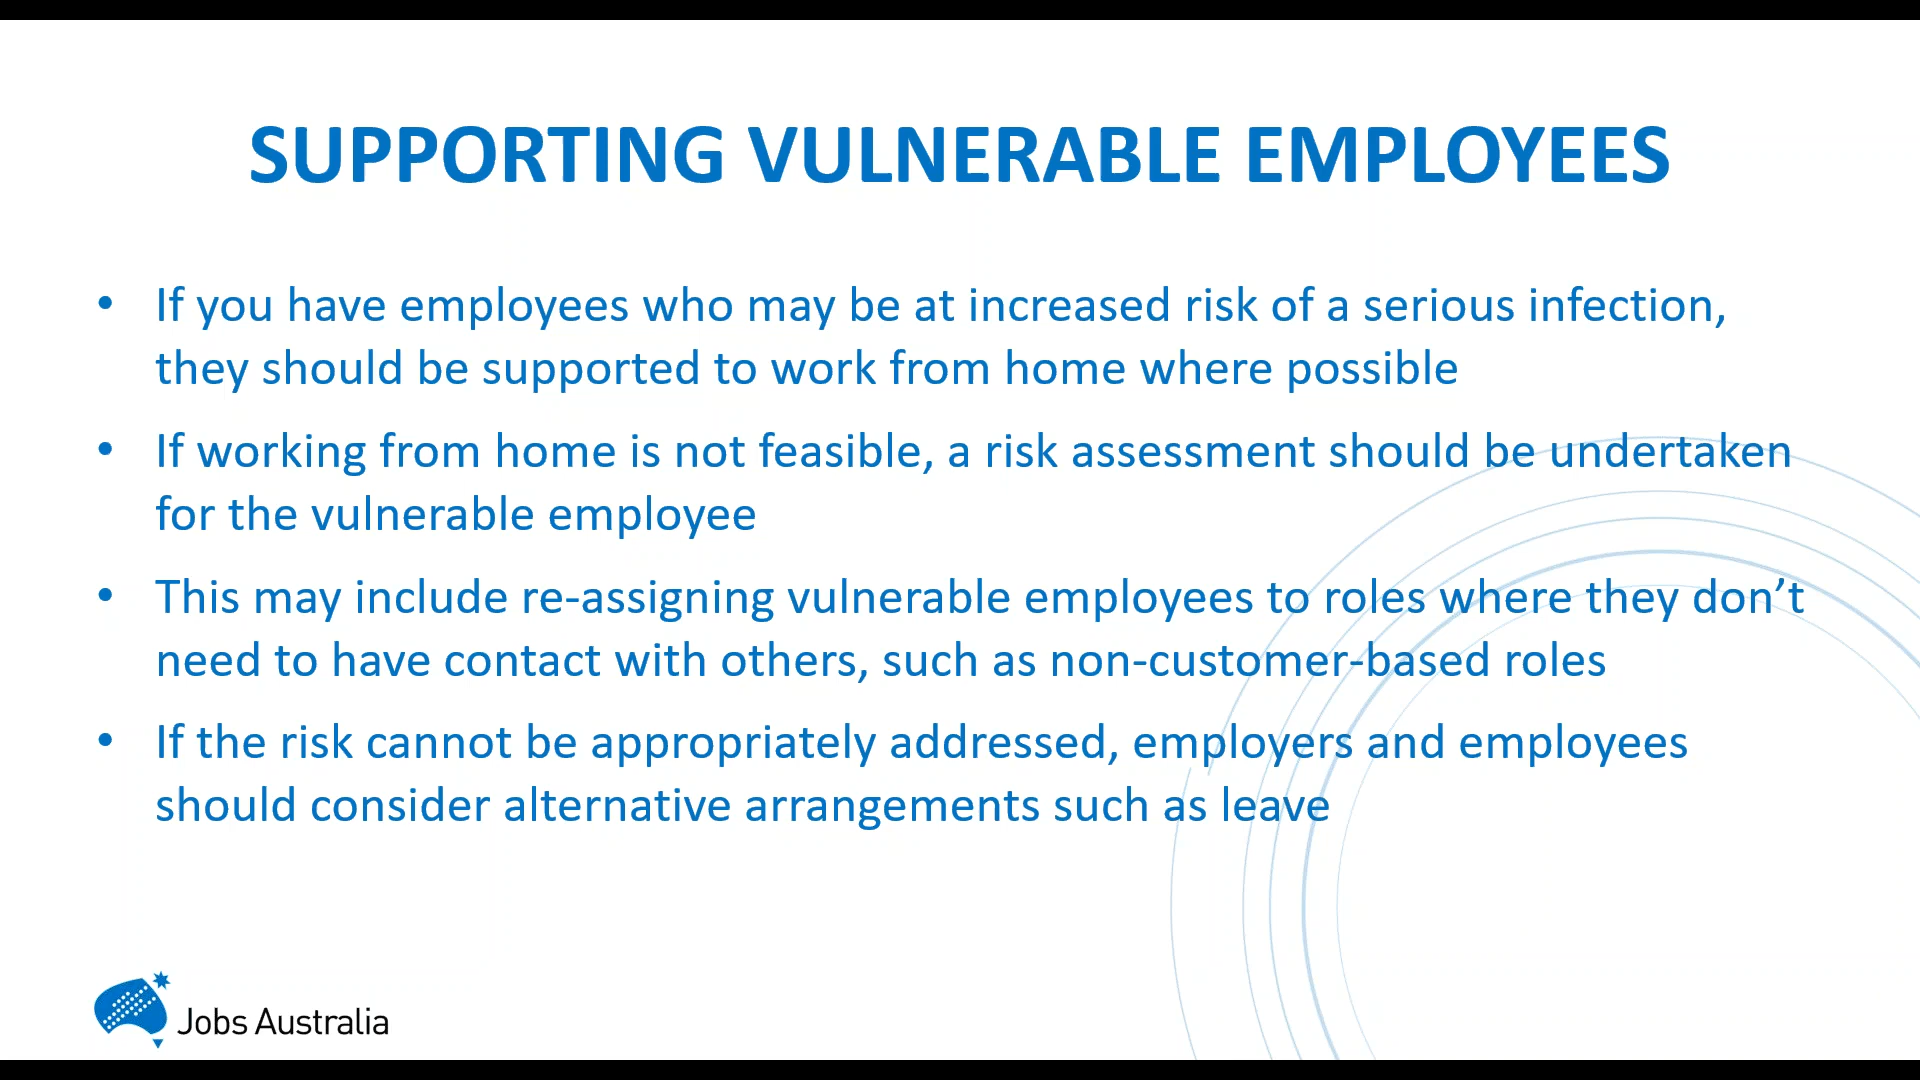 SUPPORTING VULNERABLE EMPLOYEES
• If you have employees who may be at increased risk of a serious infection,
they should be supported to work from home where possible
• If working from home is not feasible, a risk assessment should be undertaken
for the vulnerable employee
• This may include re-assigning vulnerable employees to roles where they don’t
need to have contact with others, such as non-customer-based roles
• If the risk cannot be appropriately addressed, employers and employees
should consider alternative arrangements such as leave
Jobs Australia